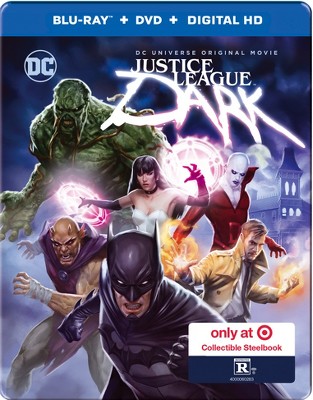 BLU-RAY + DVD + DIGITAL HD
DC UNIVERSE ORIGINAL MOVIE
DC
JUSTICE
LEAGUE
DARK
only at
Collectible Steelbook
R